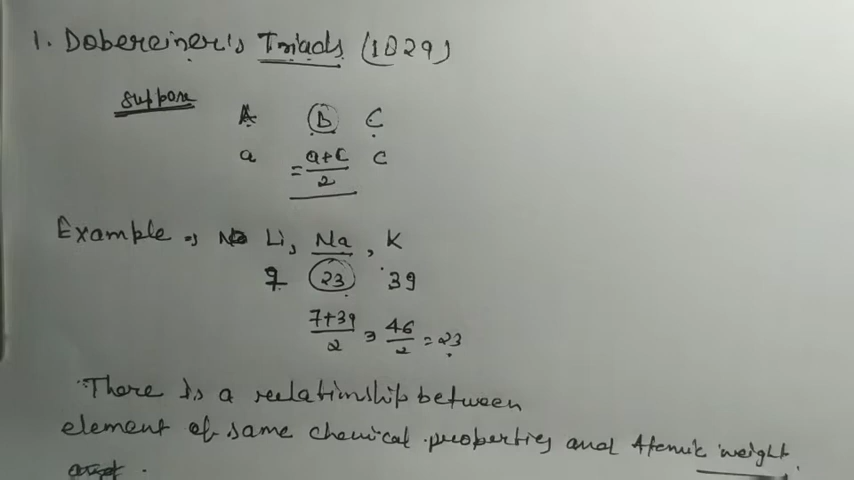 1. Dobereiner's Triads (1829)
Suppose
A B C
a = a+c/2 c
Example → Li, Na, K
7 23 39
7+39/2 ⇒ 46/2 = 23
There is a relationship between
element of same chemical properties and Atomic weight.